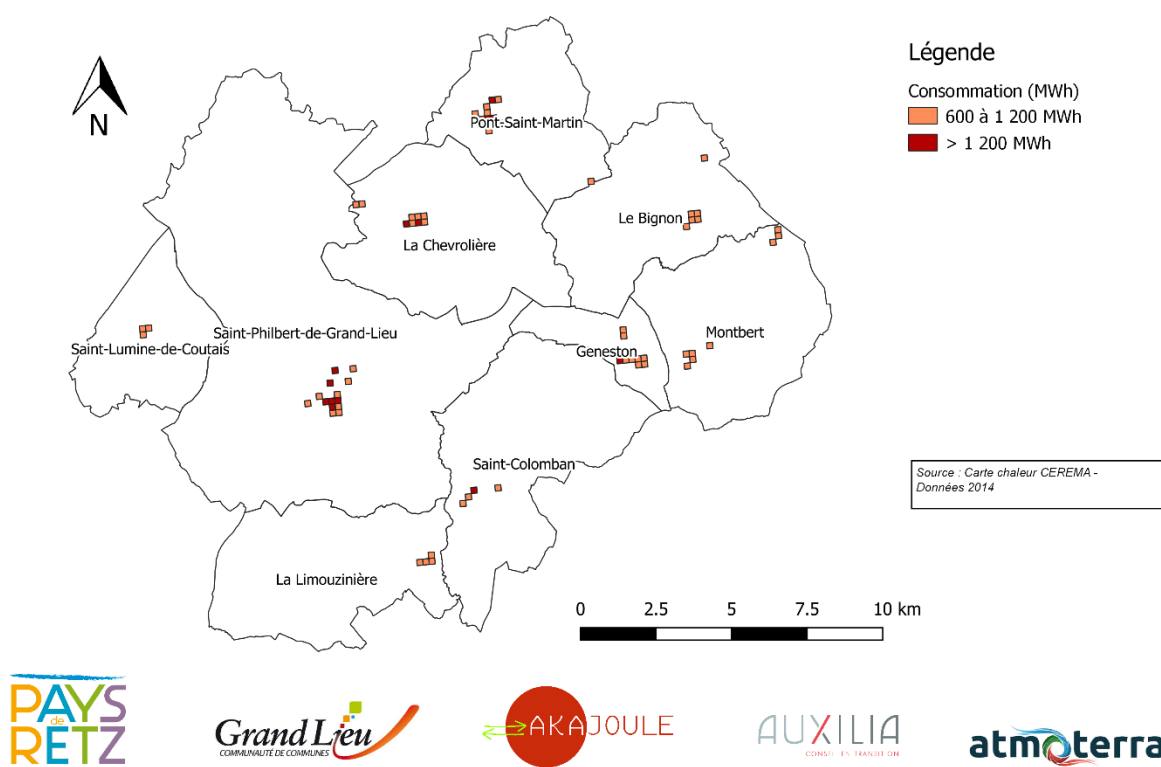 Légende
Consommation (MWh)
600 à 1 200 MWh
> 1 200 MWh
N
Pont-Saint-Martin
Le Bignon
La Chevrolière
Saint-Philbert-de-Grand-Lieu
Montbert
Saint-Lumine-de-Coutais
Geneston
Saint-Colomban
Source : Carte chaleur CEREMA -
Données 2014
La Limouzinière
0 2.5 5 7.5 10 km
PAYS
de
RETZ
Grand Lieu
COMMUNAUTÉ DE COMMUNES
AKAJOULE
AUXILIA
CONSEIL EN TRANSITION
atmoterra